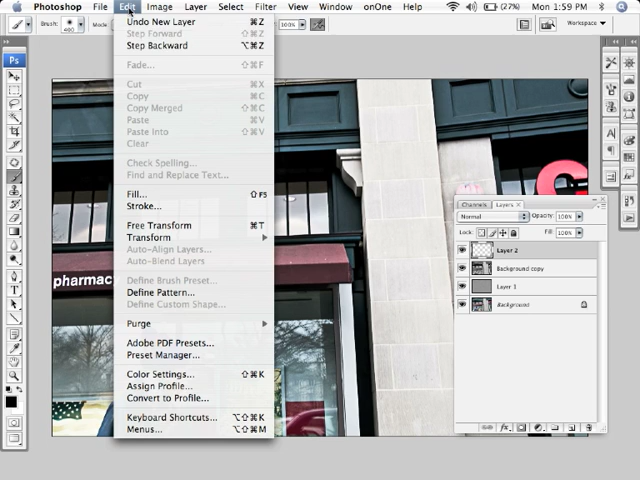 Photoshop File Edit Image Layer Select Filter View Window onOne (27%) Mon 1:59 PM
Brush: 400 Mode 100% Workspace
Undo New Layer ⌘Z
Step Forward ⇧⌘Z
Step Backward ⌥⌘Z
Fade... ⇧⌘F
Cut ⌘X
Copy ⌘C
Copy Merged ⇧⌘C
Paste ⌘V
Paste Into ⇧⌘V
Clear
Check Spelling...
Find and Replace Text...
Fill... ⇧F5
Stroke...
Free Transform ⌘T
Transform
Auto-Align Layers...
Auto-Blend Layers
Define Brush Preset...
Define Pattern...
Define Custom Shape...
Purge
Adobe PDF Presets...
Preset Manager...
Color Settings... ⇧⌘K
Assign Profile...
Convert to Profile...
Keyboard Shortcuts... ⌥⇧⌘K
Menus... ⌥⇧⌘M
Ps
pharmacy
Channels Layers
Normal Opacity: 100%
Lock: Fill: 100%
Layer 2
Background copy
Layer 1
Background